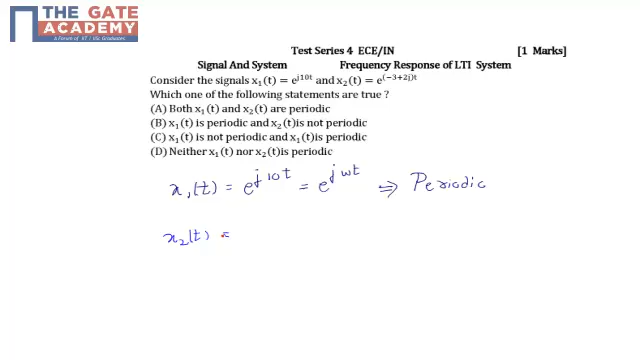 THE GATE
ACADEMY
A Forum of IIT / IISC Graduates
Test Series 4 ECE/IN [1 Marks]
Signal And System Frequency Response of LTI System
Consider the signals x₁(t) = e^{j10t} and x₂(t) = e^{(−3+2j)t}
Which one of the following statements are true ?
(A) Both x₁(t) and x₂(t) are periodic
(B) x₁(t) is periodic and x₂(t)is not periodic
(C) x₁(t) is not periodic and x₁(t)is periodic
(D) Neither x₁(t) nor x₂(t)is periodic
x₁(t) = e^{j10t} = e^{jωt} ⇒ Periodic
x₂(t) =